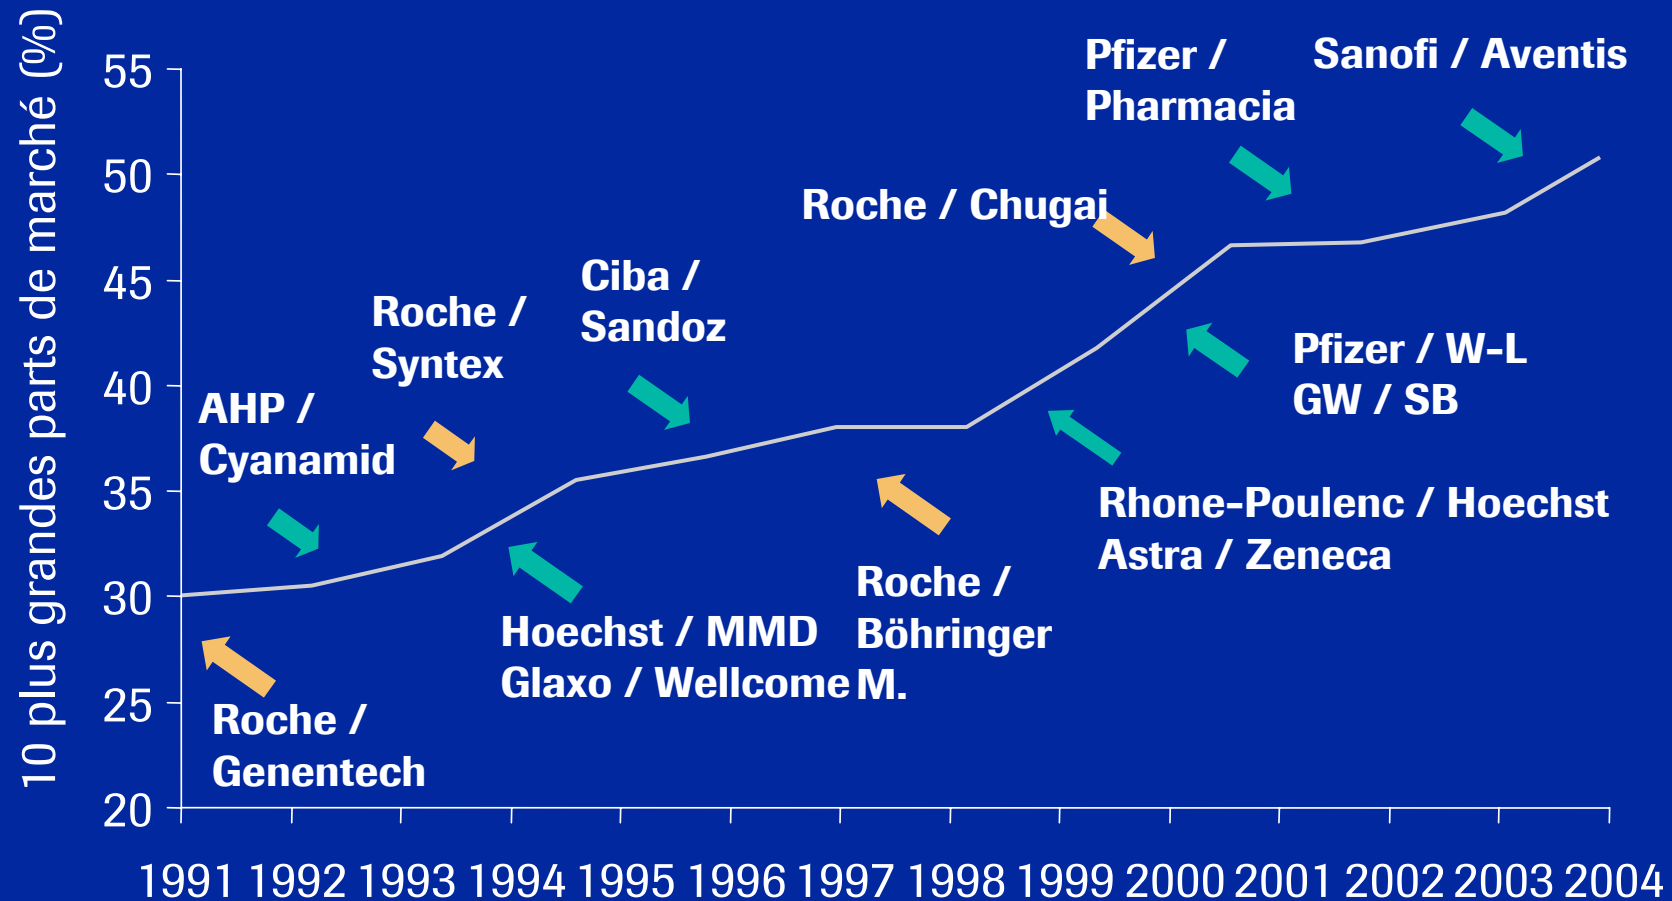 10 plus grandes parts de marché (%)
55
50
45
40
35
30
25
20
Pfizer /
Pharmacia
Sanofi / Aventis
Roche / Chugai
Ciba /
Sandoz
Roche /
Syntex
AHP /
Cyanamid
Pfizer / W-L
GW / SB
Rhone-Poulenc / Hoechst
Astra / Zeneca
Roche /
Böhringer
M.
Hoechst / MMD
Glaxo / Wellcome
Roche /
Genentech
1991 1992 1993 1994 1995 1996 1997 1998 1999 2000 2001 2002 2003 2004